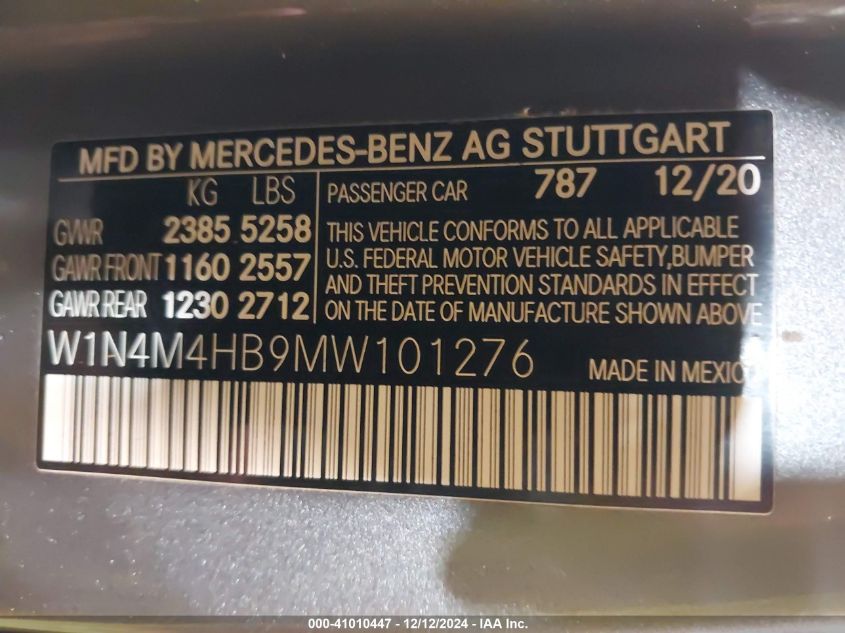 MFD BY MERCEDES-BENZ AG STUTTGART
KG LBS
GVWR 2385 5258
GAWR FRONT 1160 2557
GAWR REAR 1230 2712
PASSENGER CAR 787 12/20
THIS VEHICLE CONFORMS TO ALL APPLICABLE
U.S. FEDERAL MOTOR VEHICLE SAFETY,BUMPER
AND THEFT PREVENTION STANDARDS IN EFFECT
ON THE DATE OF MANUFACTURE SHOWN ABOVE
W1N4M4HB9MW101276 MADE IN MEXICO
000-41010447 - 12/12/2024 - IAA Inc.